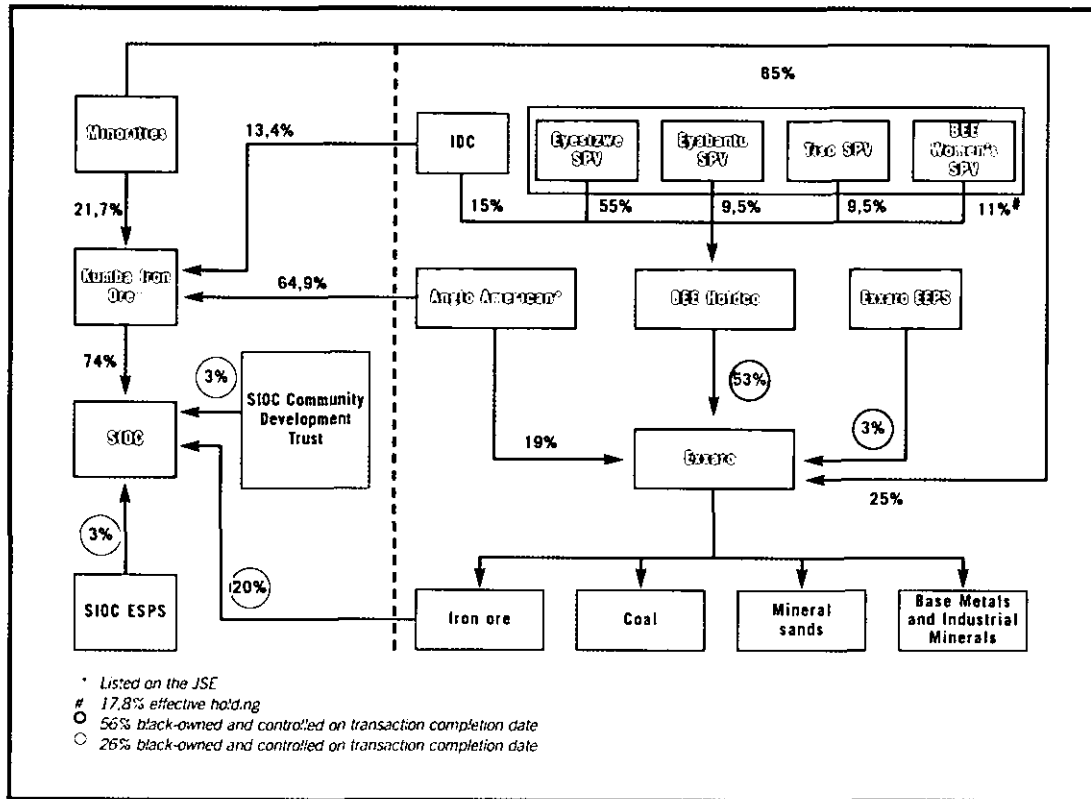 85%
Minorities
13,4%
IDC
Eyesizwe
SPV
Eyabantu
SPV
Tiso SPV
BEE
Women's
SPV
21,7%
15%
55%
9,5%
9,5%
11%#
Kumba Iron
Ore
64,9%
Anglo American*
BEE Holdco
Exxaro EEPS
74%
3%
SIOC Community
Development
Trust
53%
SIOC
19%
3%
Exxaro
25%
3%
20%
SIOC ESPS
Iron ore
Coal
Mineral
sands
Base Metals
and Industrial
Minerals
* Listed on the JSE
# 17,8% effective holding
56% black-owned and controlled on transaction completion date
26% black-owned and controlled on transaction completion date